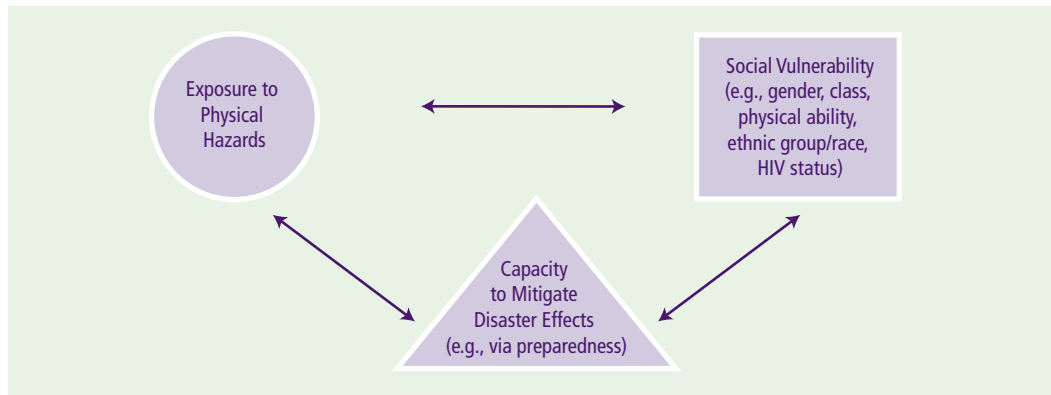 Exposure to
Physical
Hazards
Social Vulnerability
(e.g., gender, class,
physical ability,
ethnic group/race,
HIV status)
Capacity
to Mitigate
Disaster Effects
(e.g., via preparedness)